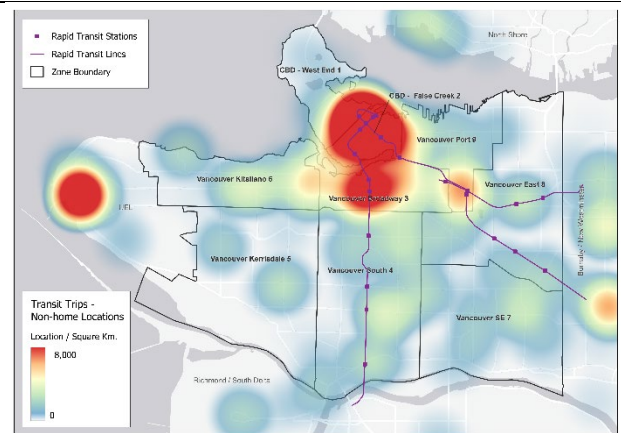 Rapid Transit Stations
Rapid Transit Lines
Zone Boundary
North Shore
CBD - West End 1
CBD - False Creek 2
Vancouver Port 9
Vancouver Kitsilano 6
Vancouver East 8
UEL
Vancouver Broadway 3
Burnaby / New Westminster
Vancouver Kerrisdale 5
Vancouver South 4
Transit Trips -
Non-home Locations
Location / Square Km.
8,000
0
Vancouver SE 7
Richmond / South Delta